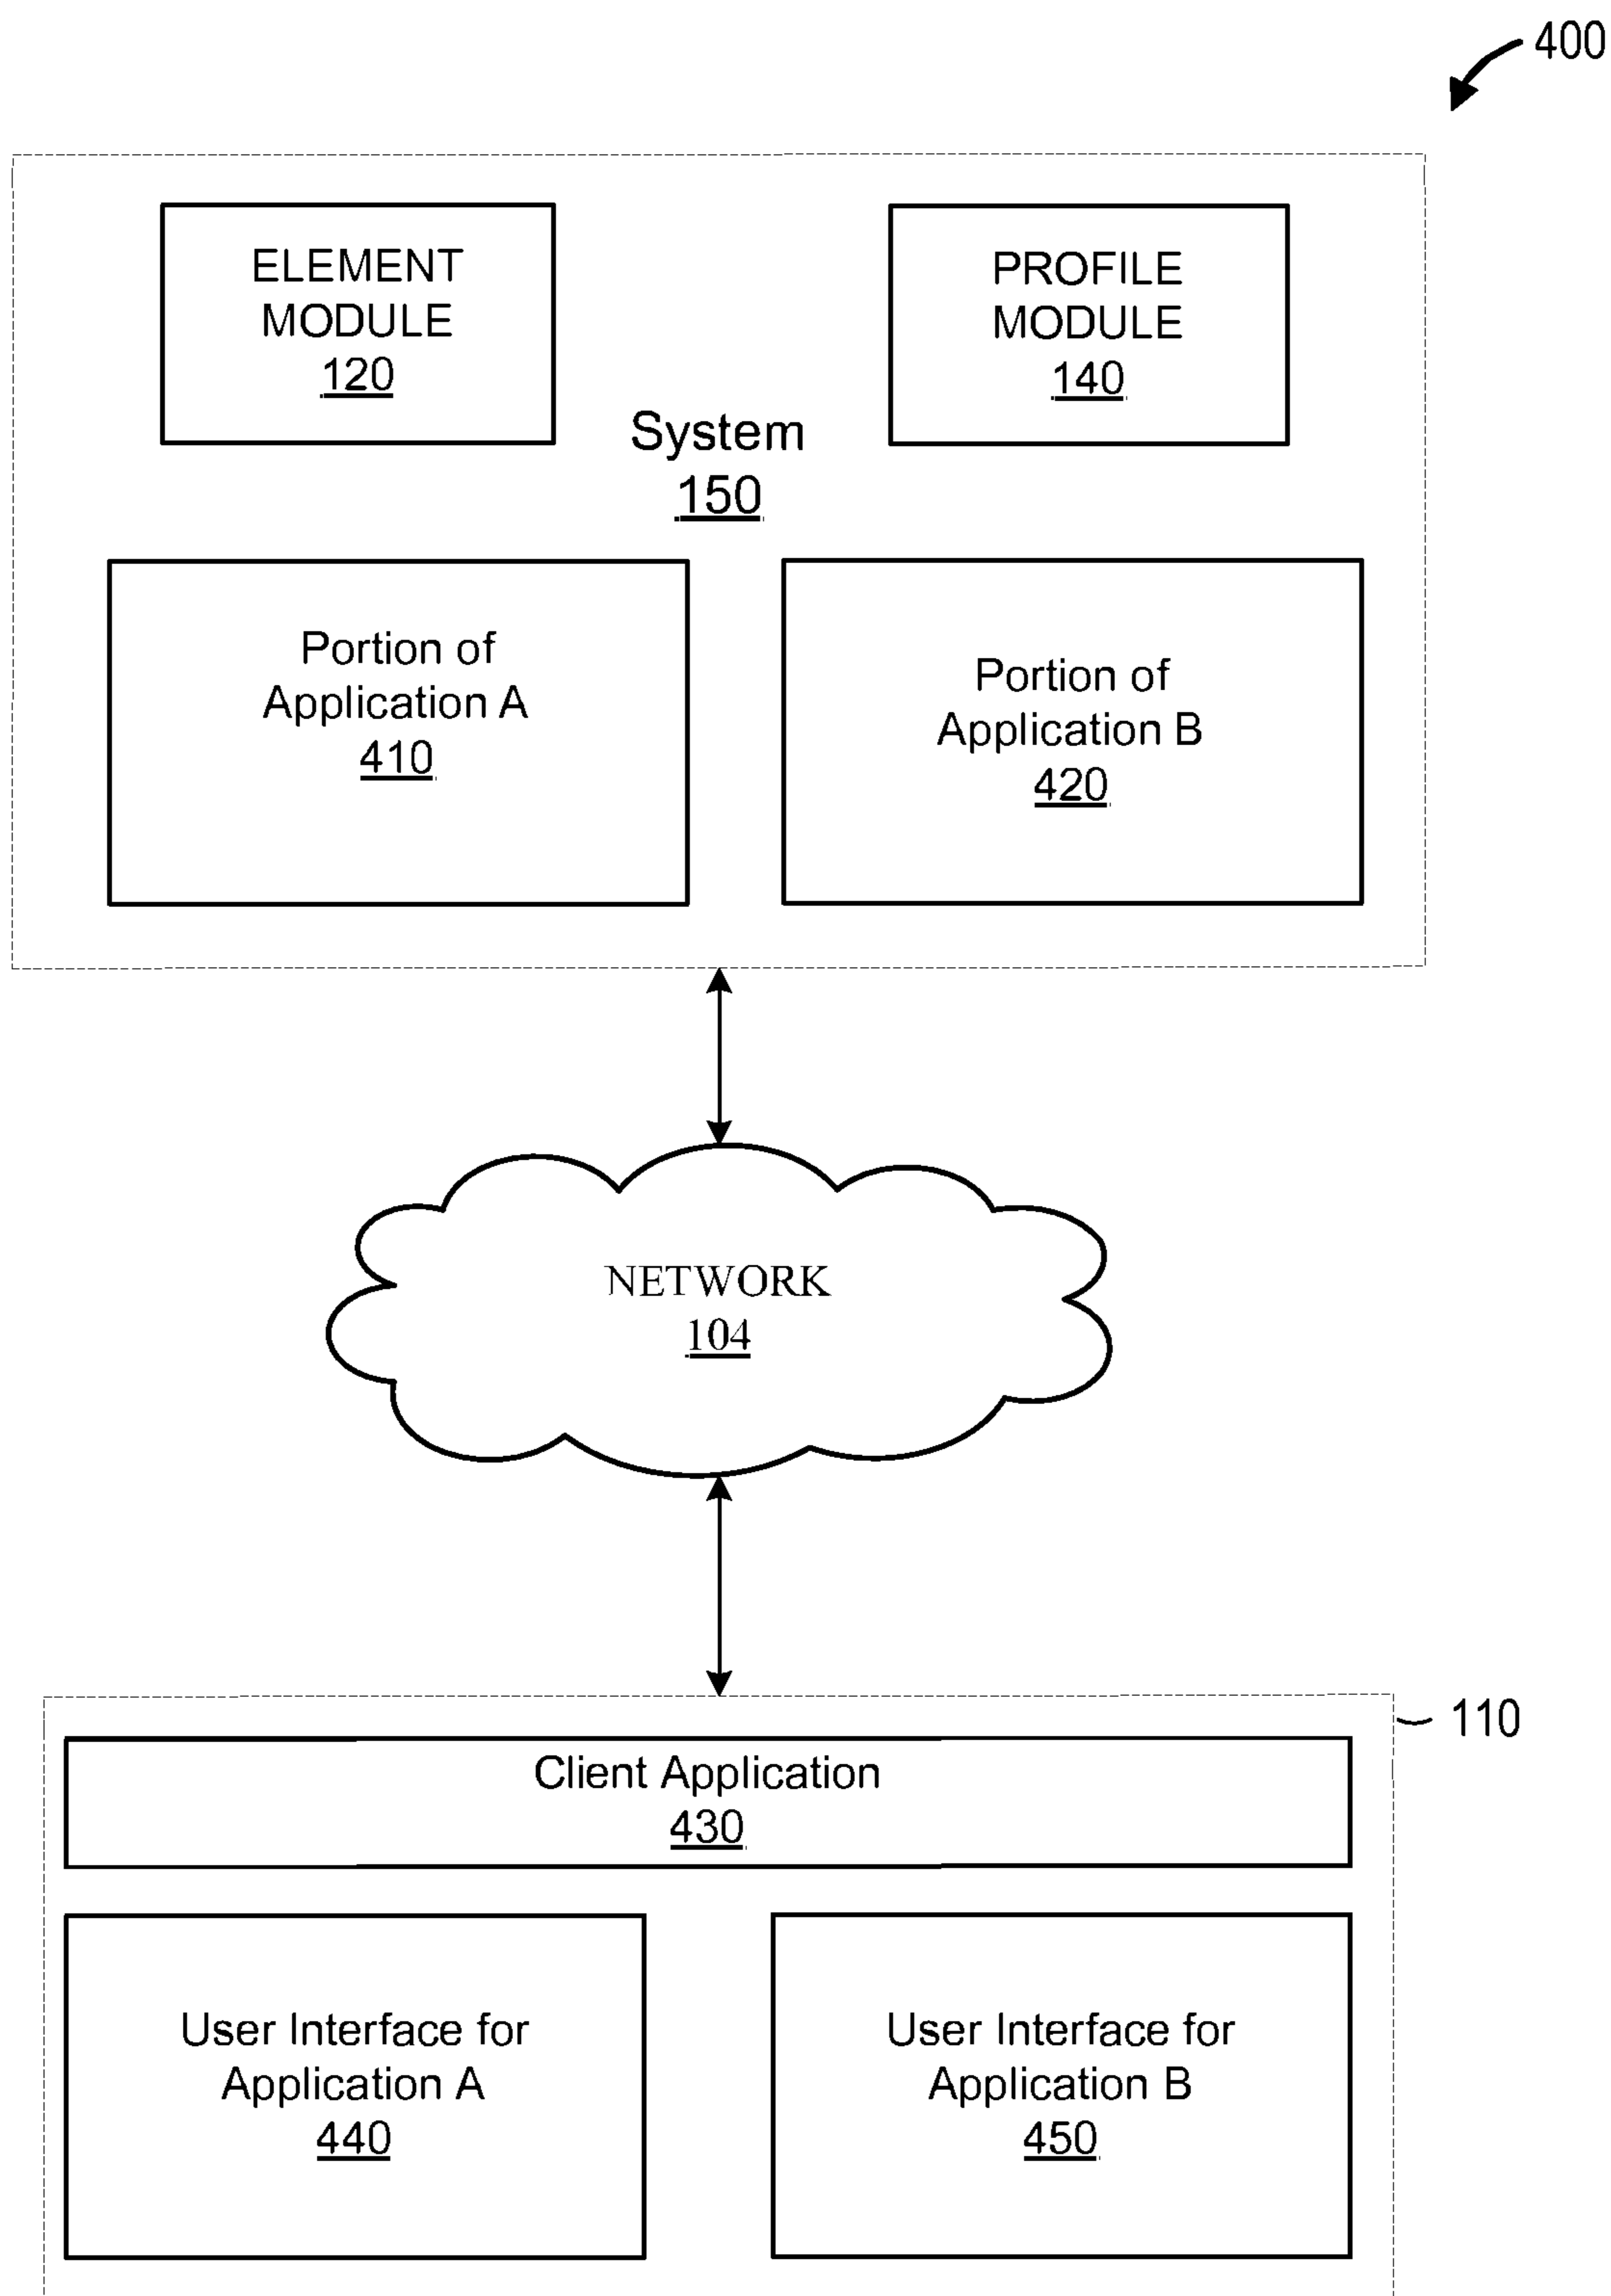 400
ELEMENT
MODULE
120
PROFILE
MODULE
140
System
150
Portion of
Application A
410
Portion of
Application B
420
NETWORK
104
110
Client Application
430
User Interface for
Application A
440
User Interface for
Application B
450